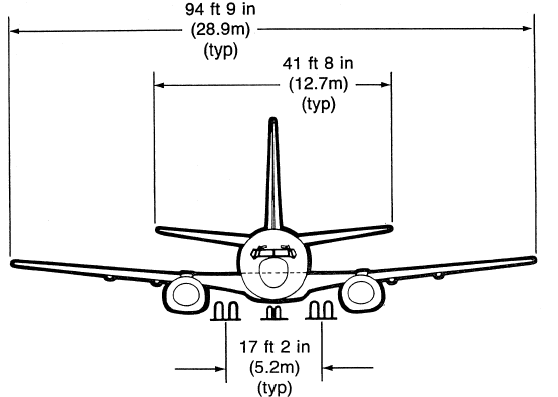 94 ft 9 in
(28.9m)
(typ)
41 ft 8 in
(12.7m)
(typ)
17 ft 2 in
(5.2m)
(typ)